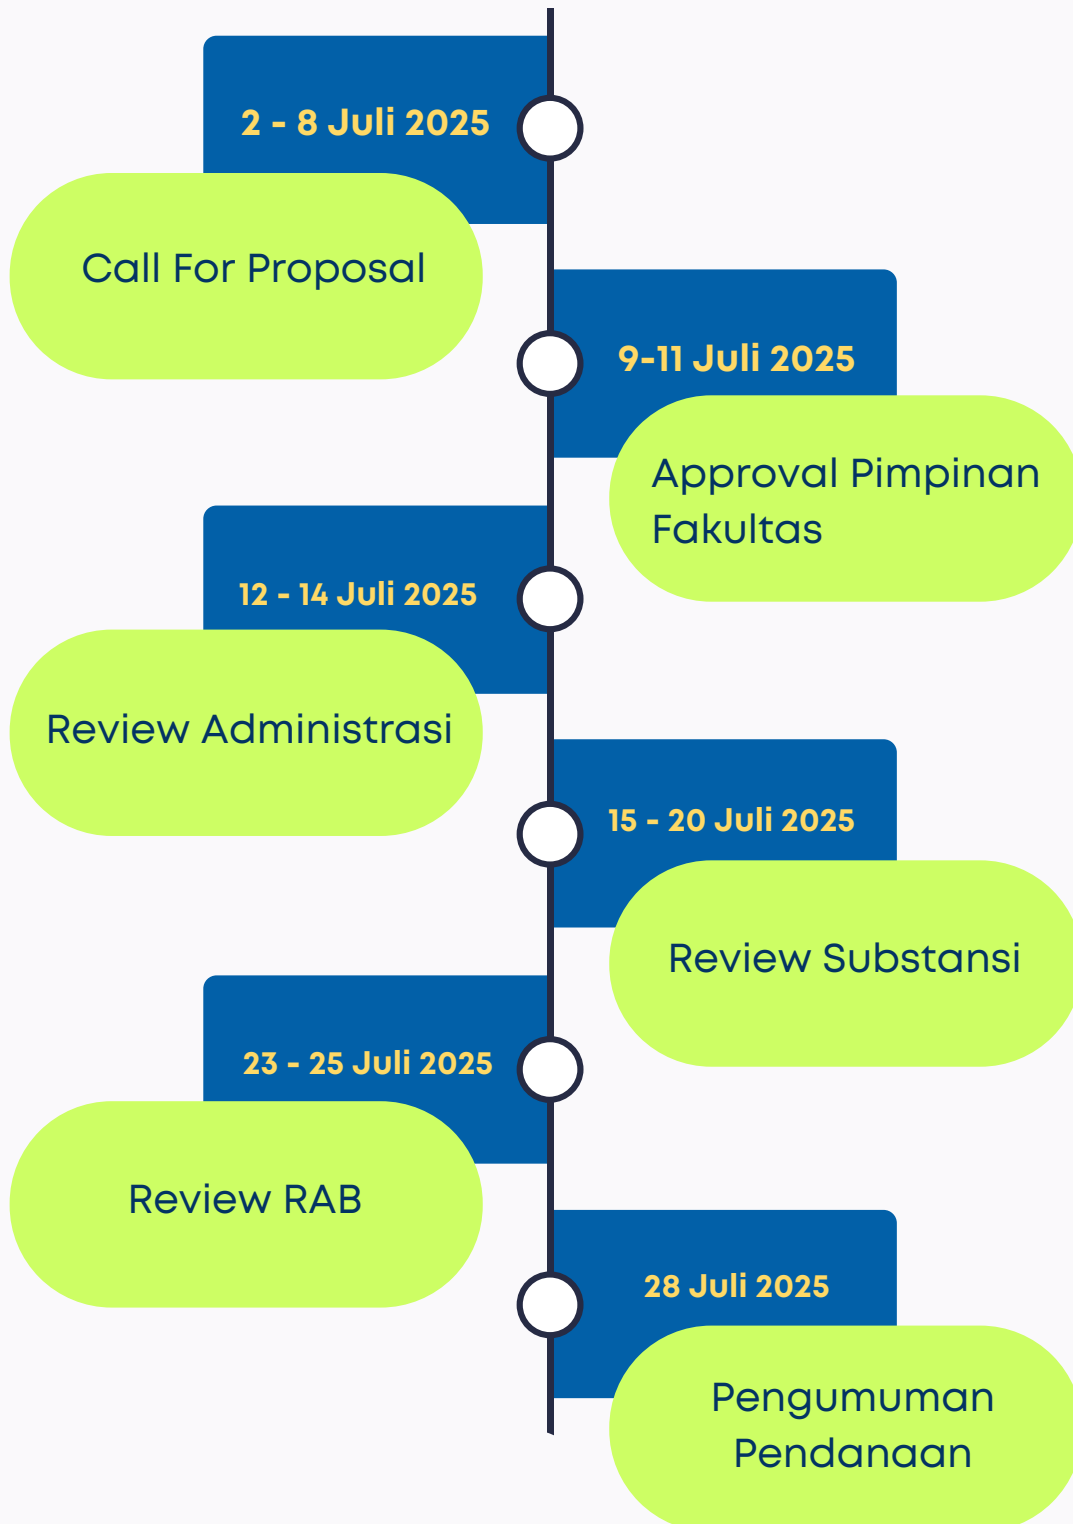 2 - 8 Juli 2025
Call For Proposal
9-11 Juli 2025
Approval Pimpinan
Fakultas
12 - 14 Juli 2025
Review Administrasi
15 - 20 Juli 2025
Review Substansi
23 - 25 Juli 2025
Review RAB
28 Juli 2025
Pengumuman
Pendanaan